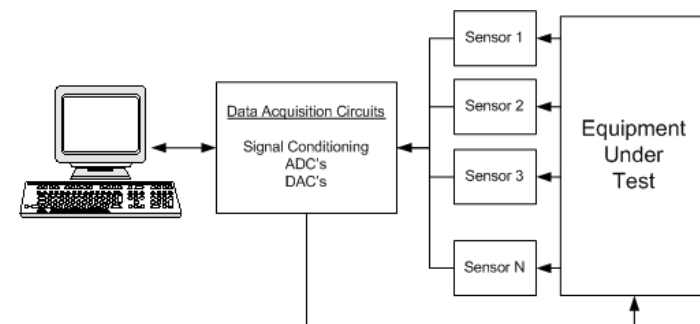 Data Acquisition Circuits
Signal Conditioning
ADC's
DAC's
Sensor 1
Sensor 2
Sensor 3
Sensor N
Equipment
Under
Test